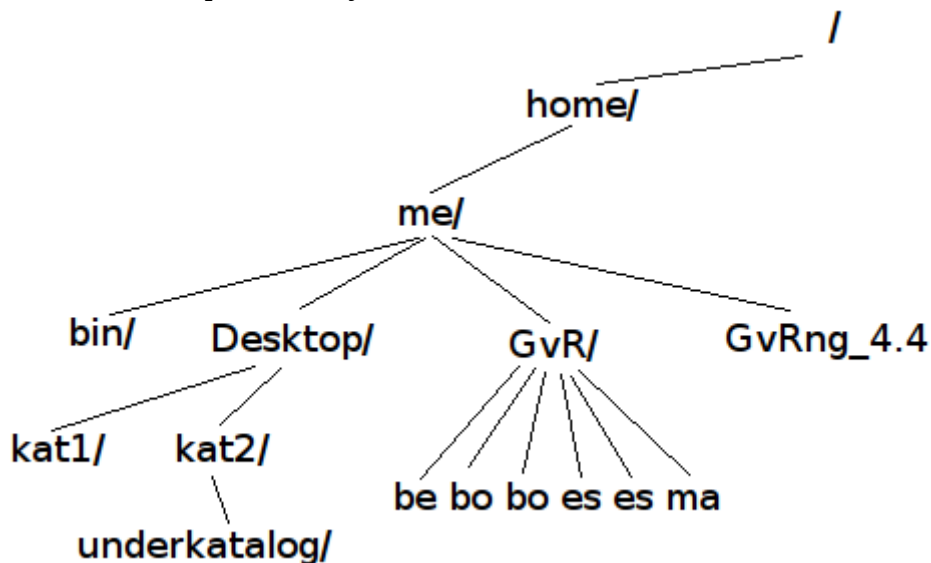 /
home/
me/
bin/ Desktop/ GvR/ GvRng_4.4
kat1/ kat2/
be bo bo es es ma
underkatalog/